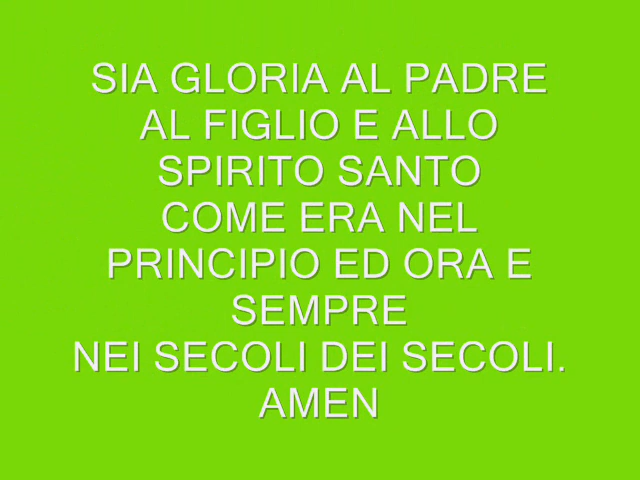 SIA GLORIA AL PADRE
AL FIGLIO E ALLO
SPIRITO SANTO
COME ERA NEL
PRINCIPIO ED ORA E
SEMPRE
NEI SECOLI DEI SECOLI.
AMEN